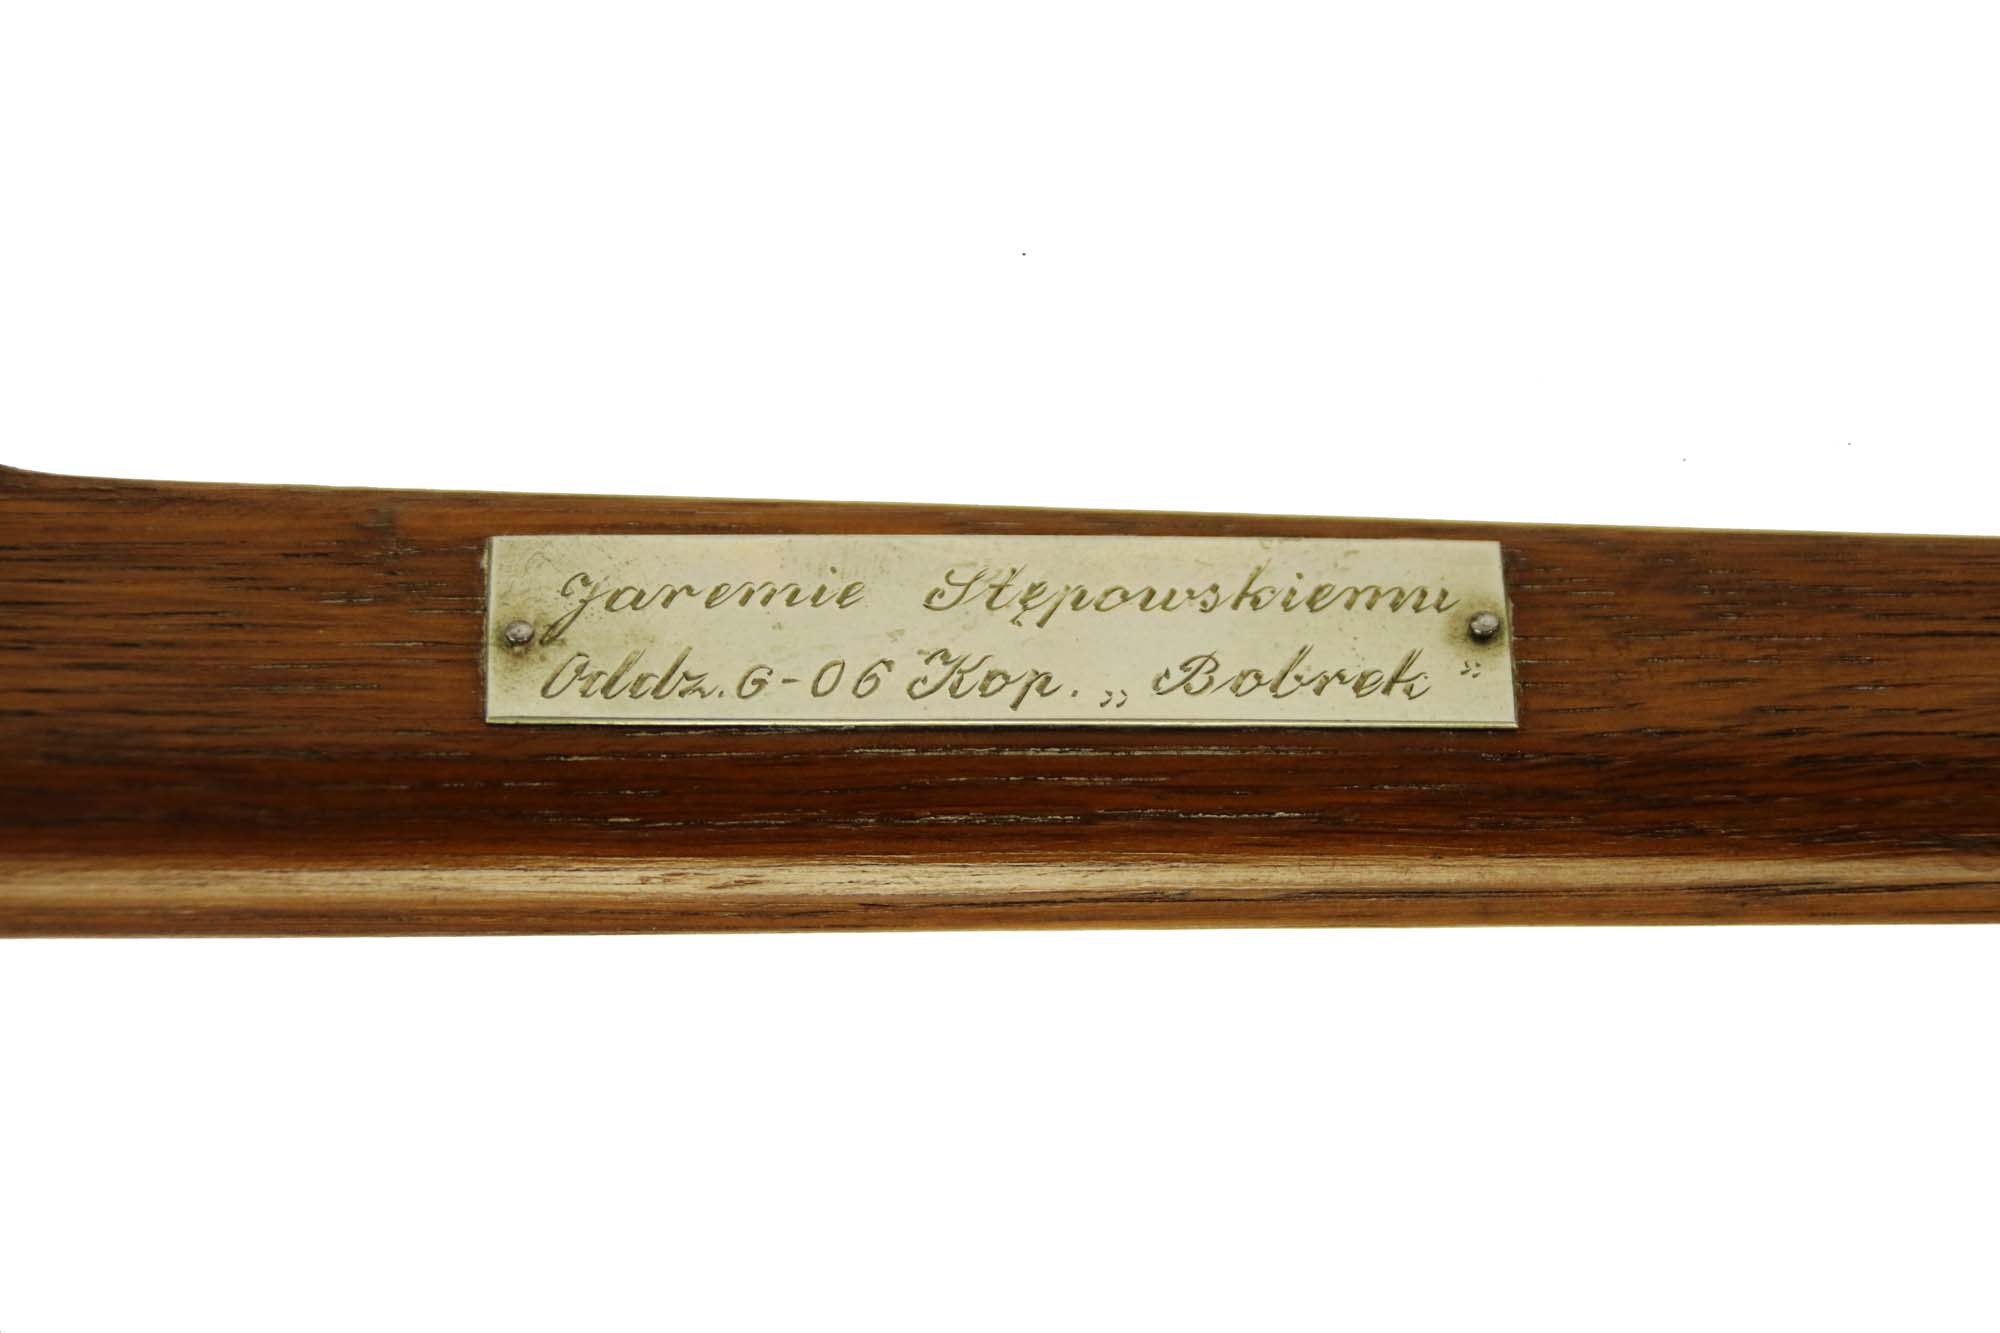 Jaremie Stępowskiemu
Oddz. G-06 Kop. „Bobrek”